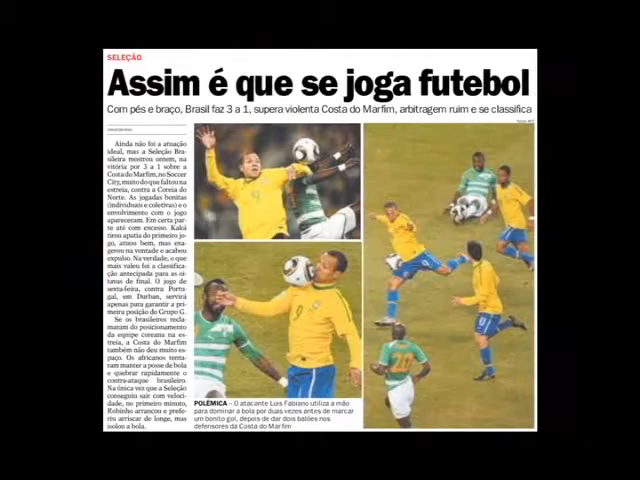 SELEÇÃO
Assim é que se joga futebol
Com pés e braço, Brasil faz 3 a 1, supera violenta Costa do Marfim, arbitragem ruim e se classifica
Ainda não foi a atuação
ideal, mas a Seleção Bra-
sileira mostrou ontem, na
vitória por 3 a 1 sobre a
Costa do Marfim, no Soccer
City, muito do que faltou na
estreia, contra a Coreia do
Norte. As jogadas bonitas
(individuais e coletivas) e o
envolvimento com o jogo
apareceram. Em certa par-
te até com excesso. Kaká
tirou apatia do primeiro jo-
go, atuou bem, mas exa-
gerou na vontade e acabou
expulso. Na verdade, o que
mais valeu foi a classifica-
ção antecipada para as oi-
tavas de final. O jogo de
sexta-feira, contra Portu-
gal, em Durban, servirá
apenas para garantir a pri-
meira posição do Grupo G.
Se os brasileiros recla-
maram do posicionamento
da equipe coreana na es-
treia, a Costa do Marfim
também não deu muito es-
paço. Os africanos tenta-
ram manter a posse de bola
e quebrar rapidamente o
contra-ataque brasileiro.
Na única vez que a Seleção
conseguiu sair com veloci-
dade, no primeiro minuto,
Robinho arrancou e prefe-
riu arriscar de longe, mas
isolou a bola.
9
9
20
POLÊMICA – O atacante Luis Fabiano utiliza a mão
para dominar a bola por duas vezes antes de marcar
um bonito gol, depois de dar dois balões nos
defensores da Costa do Marfim